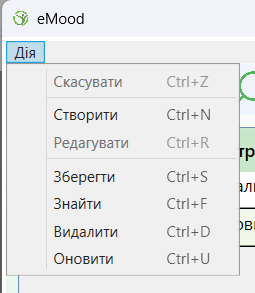 eMood
Дія
Скасувати Ctrl+Z
Створити Ctrl+N
Редагувати Ctrl+R
Зберегти Ctrl+S
Знайти Ctrl+F
Видалити Ctrl+D
Оновити Ctrl+U